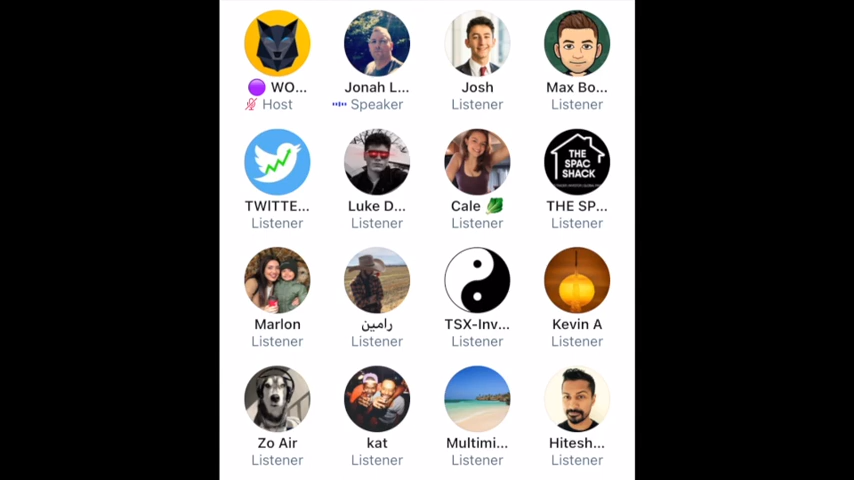 🟣 WO...
Jonah L...
Josh
Max Bo...
Host
Speaker
Listener
Listener
THE
SPAC
SHACK
TWITTE...
Luke D...
Cale 🥬
THE SP...
Listener
Listener
Listener
Listener
Marlon
رامین
TSX-Inv...
Kevin A
Listener
Listener
Listener
Listener
Zo Air
kat
Multimi...
Hitesh...
Listener
Listener
Listener
Listener